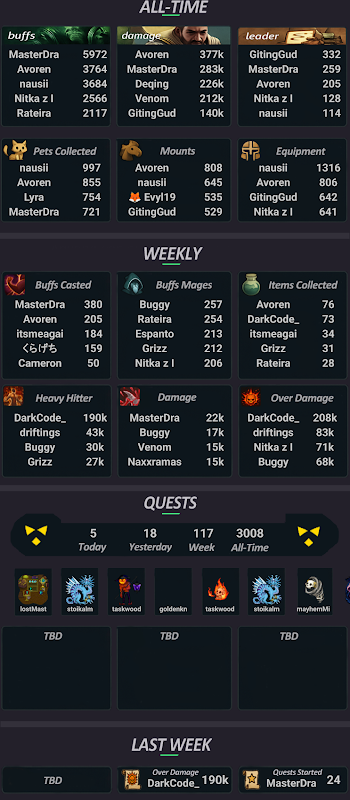 ALL-TIME
buffs damage leader
MasterDra 5972 Avoren 377k GitingGud 332
Avoren 3764 MasterDra 283k MasterDra 259
nausii 3684 Deqing 226k Avoren 205
Nitka z l 2566 Venom 212k Nitka z l 128
Rateira 2117 GitingGud 140k nausii 114
Pets Collected Mounts Equipment
nausii 997 Avoren 808 nausii 1316
Avoren 855 nausii 645 Avoren 806
Lyra 754 🦊 Evyl19 535 GitingGud 642
MasterDra 721 GitingGud 529 Nitka z l 641
WEEKLY
Buffs Casted Buffs Mages Items Collected
MasterDra 380 Buggy 257 Avoren 76
Avoren 205 Rateira 254 DarkCode_ 73
itsmeagai 184 Espanto 213 itsmeagai 34
くらげち 159 Grizz 212 Grizz 31
Cameron 50 Nitka z l 206 Rateira 28
Heavy Hitter Damage Over Damage
DarkCode_ 190k MasterDra 22k DarkCode_ 208k
driftings 43k Buggy 17k driftings 83k
Buggy 30k Venom 15k Nitka z l 71k
Grizz 27k Naxxramas 15k Buggy 68k
QUESTS
5 18 117 3008
Today Yesterday Week All-Time
lostMast stoikalm taskwood goldenkn taskwood stoikalm mayhemMi
TBD TBD TBD
LAST WEEK
TBD
Over Damage Quests Started
DarkCode_ 190k MasterDra 24